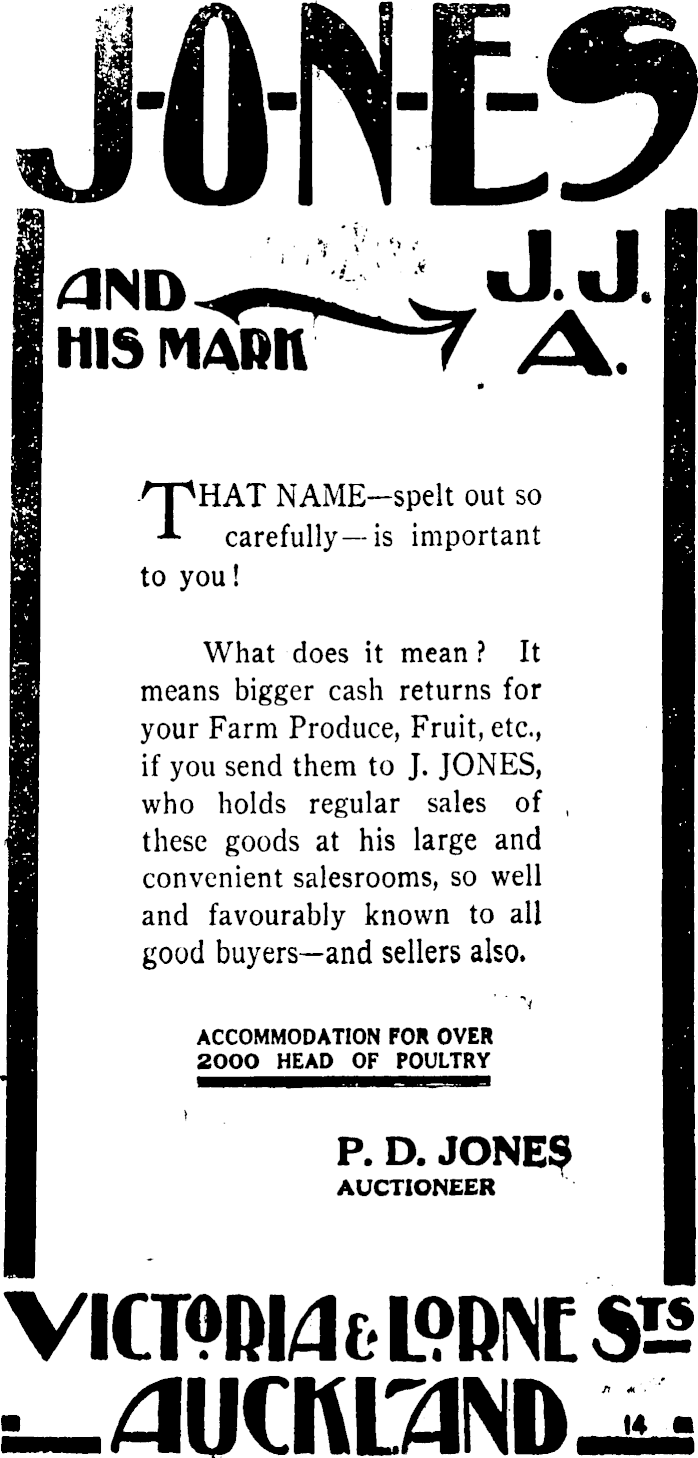 J-O-N-E-S
AND
HIS MARK
J. J.
A.
THAT NAME—spelt out so
carefully—is important
to you!
What does it mean? It
means bigger cash returns for
your Farm Produce, Fruit, etc.,
if you send them to J. JONES,
who holds regular sales of
these goods at his large and
convenient salesrooms, so well
and favourably known to all
good buyers—and sellers also.
ACCOMMODATION FOR OVER
2000 HEAD OF POULTRY
P. D. JONES
AUCTIONEER
VICTORIA & LORNE STS
AUCKLAND
14